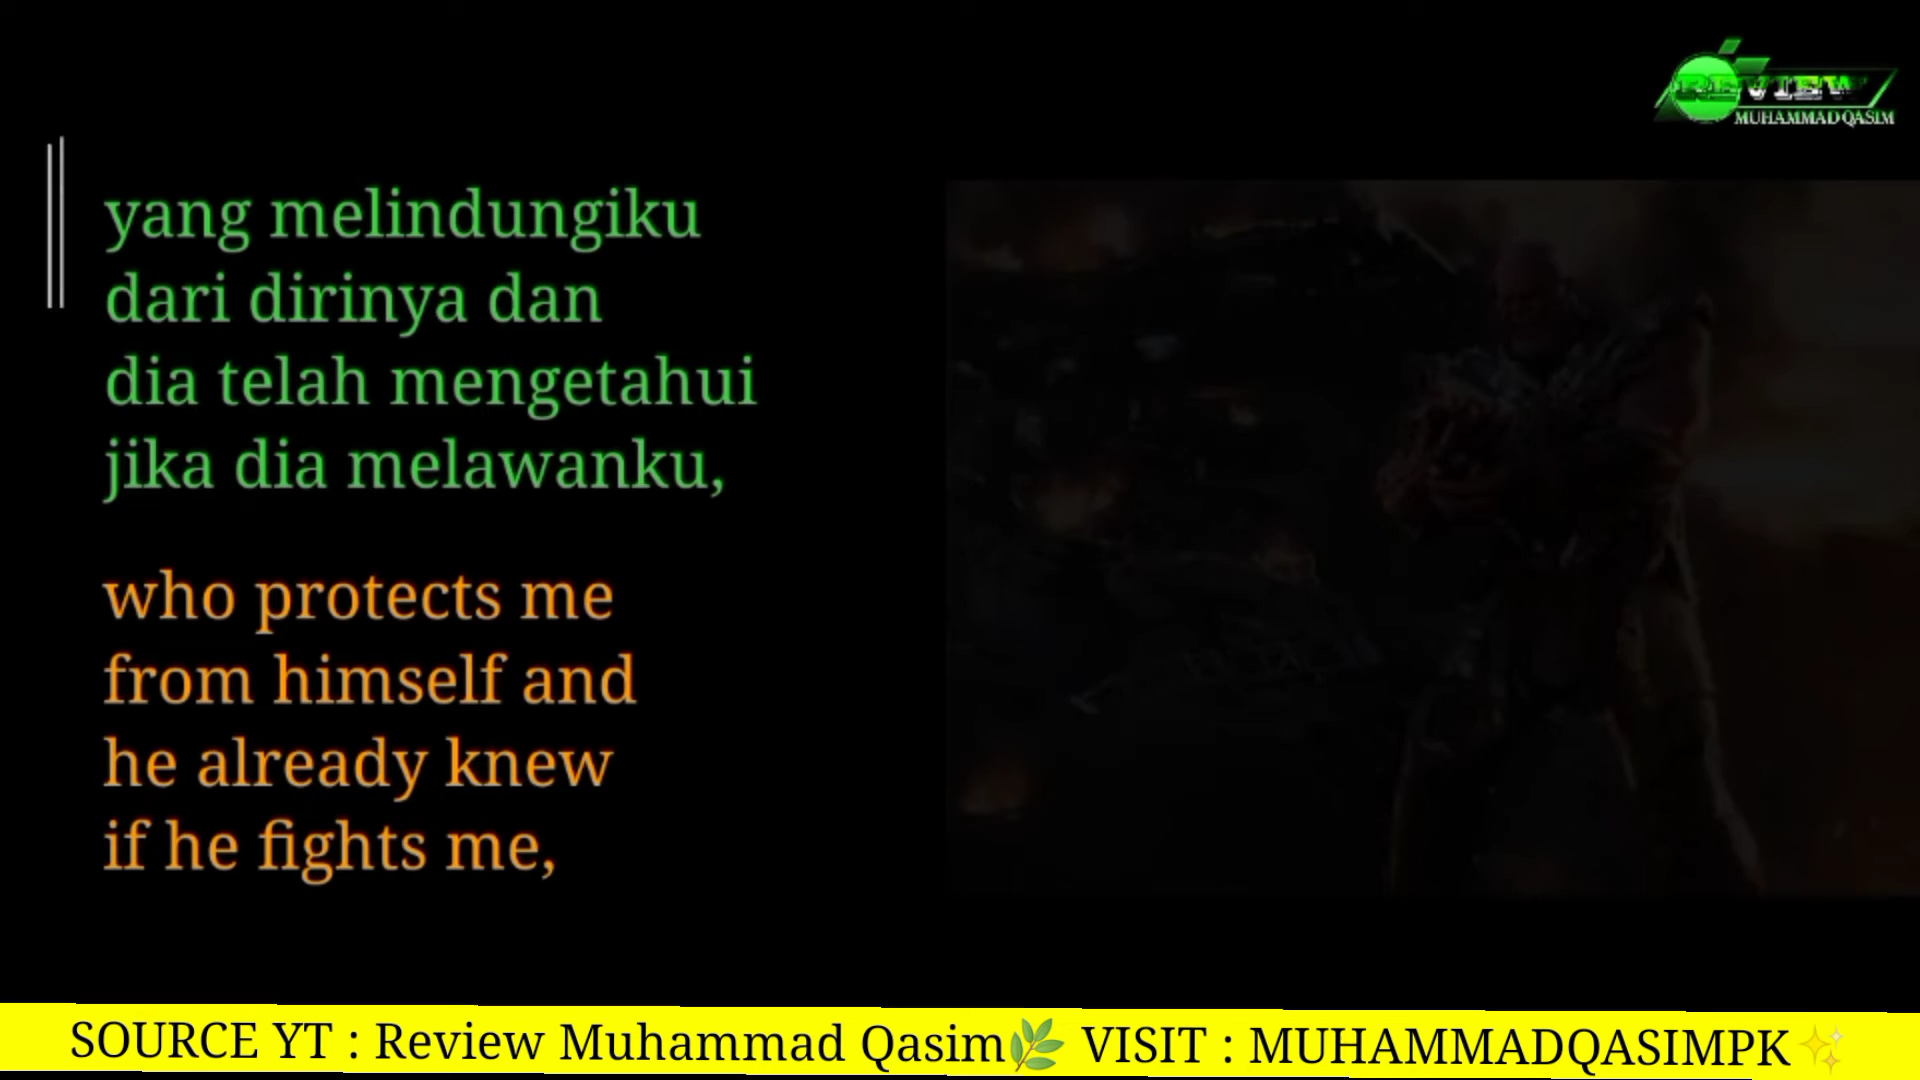 REVIEW
MUHAMMAD QASIM
yang melindungiku
dari dirinya dan
dia telah mengetahui
jika dia melawanku,
who protects me
from himself and
he already knew
if he fights me,
SOURCE YT : Review Muhammad Qasim🌿 VISIT : MUHAMMADQASIMPK✨